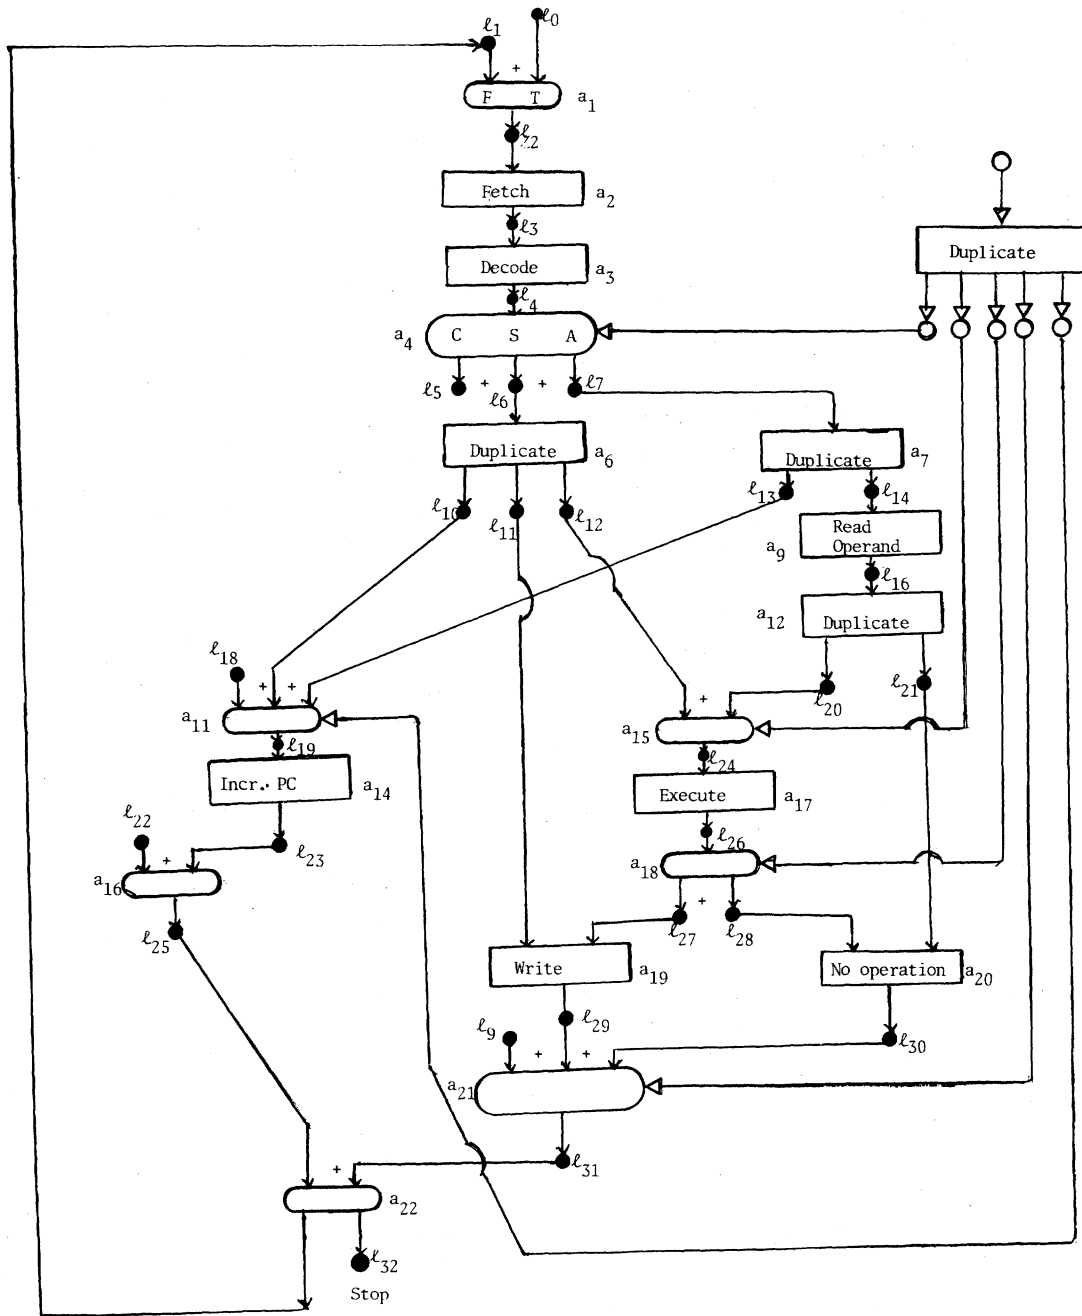 ℓ1 ℓ0
+
F T a1
ℓ2
Fetch a2
ℓ3
Decode a3
Duplicate
ℓ4
a4 C S A
ℓ5 + ℓ6 + ℓ7
Duplicate a6
Duplicate a7
ℓ10 ℓ11 ℓ12 ℓ13 ℓ14
Read
Operand
a9
ℓ16
a12 Duplicate
ℓ18
+ +
ℓ20 ℓ21
a11
+
a15
ℓ19
ℓ24
Incr. PC a14
Execute a17
ℓ22
ℓ23
+
ℓ26
a16
a18
ℓ25
+
ℓ27 ℓ28
Write a19
No operation a20
ℓ29
ℓ9
ℓ30
+ +
a21
ℓ31
+
a22
ℓ32
Stop